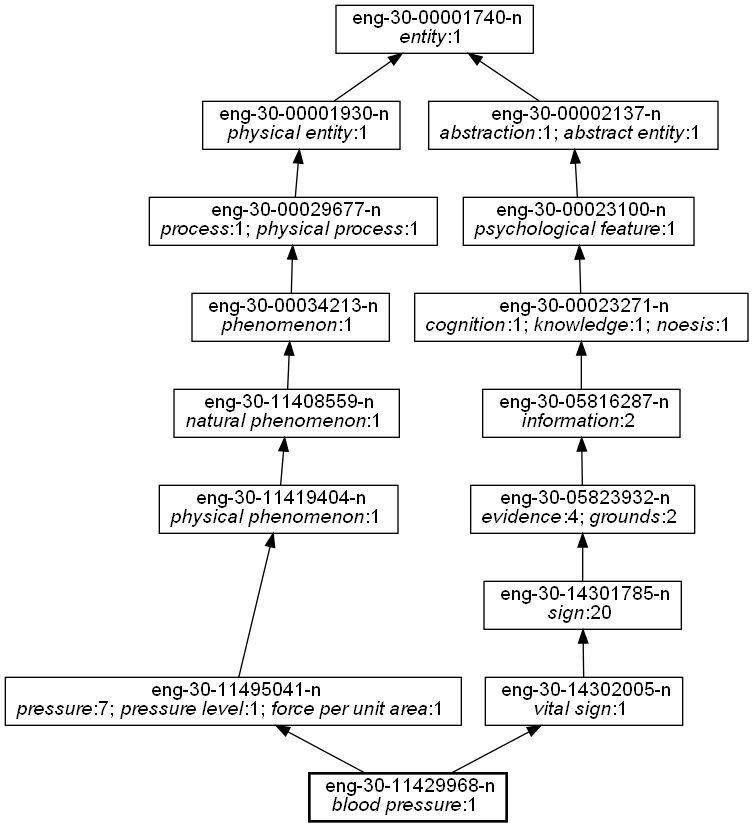 eng-30-00001740-n
entity:1
eng-30-00001930-n
physical entity:1
eng-30-00002137-n
abstraction:1; abstract entity:1
eng-30-00029677-n
process:1; physical process:1
eng-30-00023100-n
psychological feature:1
eng-30-00034213-n
phenomenon:1
eng-30-00023271-n
cognition:1; knowledge:1; noesis:1
eng-30-11408559-n
natural phenomenon:1
eng-30-05816287-n
information:2
eng-30-11419404-n
physical phenomenon:1
eng-30-05823932-n
evidence:4; grounds:2
eng-30-14301785-n
sign:20
eng-30-11495041-n
pressure:7; pressure level:1; force per unit area:1
eng-30-14302005-n
vital sign:1
eng-30-11429968-n
blood pressure:1